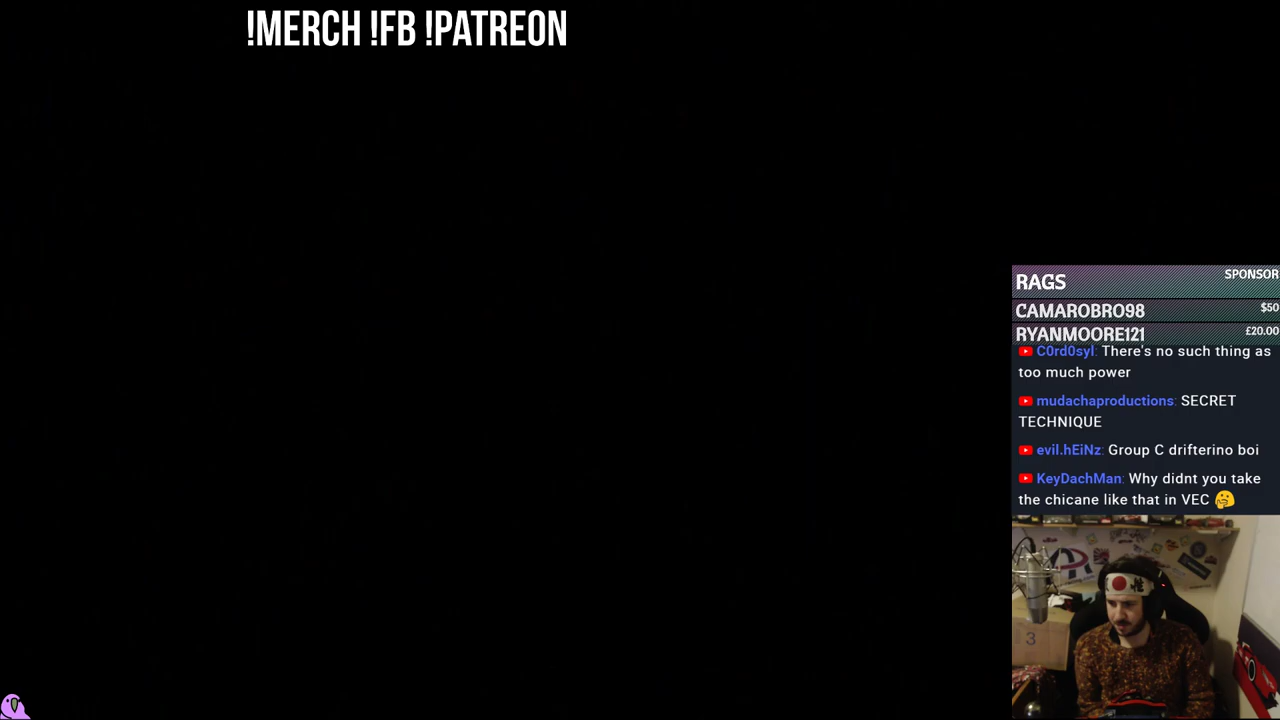 !MERCH !FB !PATREON
RAGS SPONSOR
CAMAROBRO98 $50
RYANMOORE121 £20.00
C0rd0syl: There's no such thing as
too much power
mudachaproductions: SECRET
TECHNIQUE
evil.hEiNz: Group C drifterino boi
KeyDachMan: Why didnt you take
the chicane like that in VEC 🤔
3